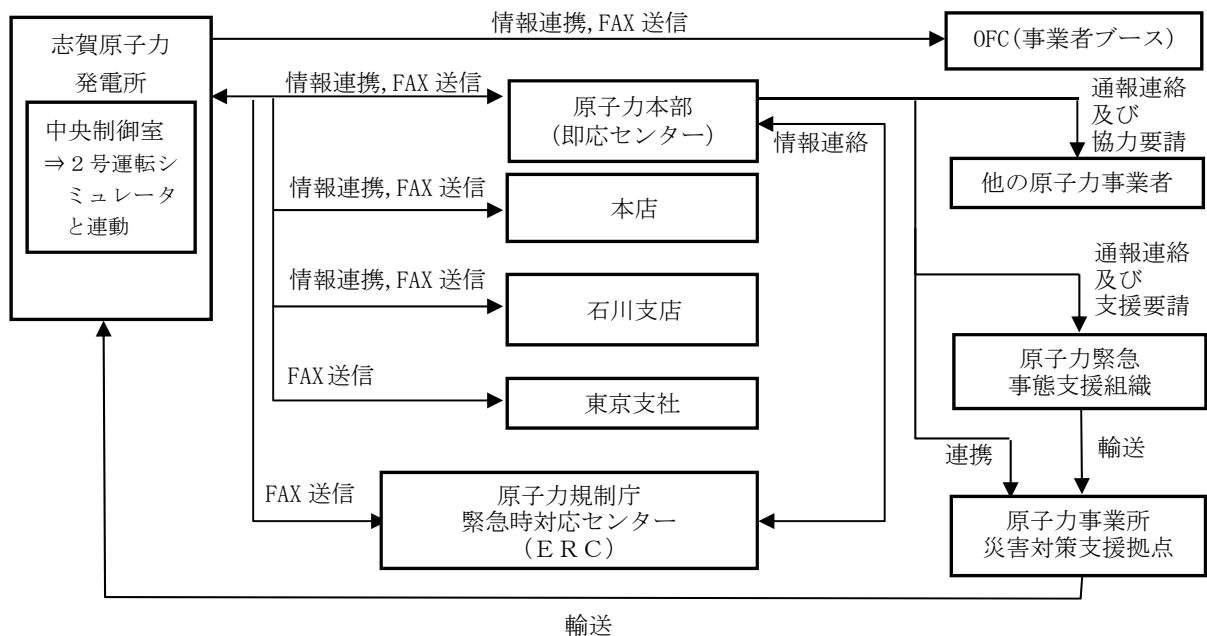 志賀原子力
発電所
中央制御室
⇒２号運転シ
ミュレータ
と連動
情報連携,FAX 送信
OFC(事業者ブース)
情報連携,FAX 送信
原子力本部
(即応センター)
情報連絡
通報連絡
及び
協力要請
他の原子力事業者
情報連携,FAX 送信
本店
情報連携,FAX 送信
石川支店
通報連絡
及び
支援要請
原子力緊急
事態支援組織
FAX 送信
東京支社
連携
輸送
FAX 送信
原子力規制庁
緊急時対応センター
(ＥＲＣ)
原子力事業所
災害対策支援拠点
輸送